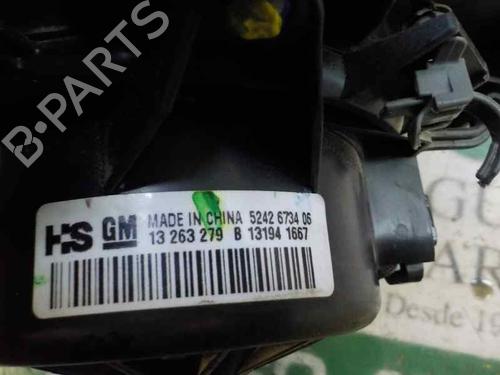 B-PARTS
HS GM MADE IN CHINA 5242 6734 06
13 263 279 B 13194 1667
Desde 19